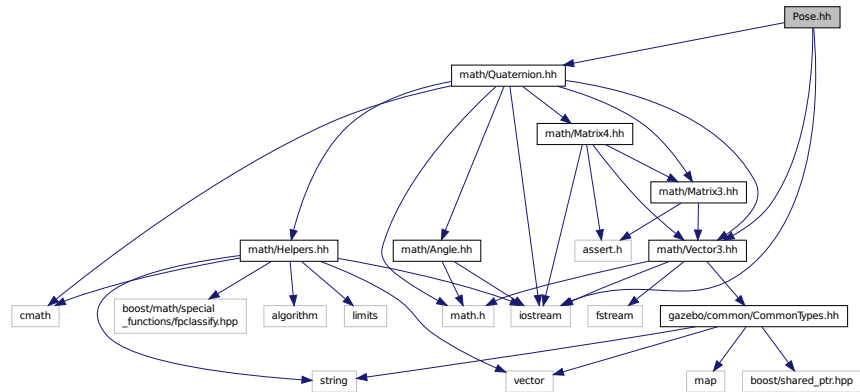 Pose.hh
math/Quaternion.hh
math/Matrix4.hh
math/Matrix3.hh
math/Helpers.hh
math/Angle.hh
assert.h
math/Vector3.hh
cmath
boost/math/special
_functions/fpclassify.hpp
algorithm
limits
math.h
iostream
fstream
gazebo/common/CommonTypes.hh
string
vector
map
boost/shared_ptr.hpp